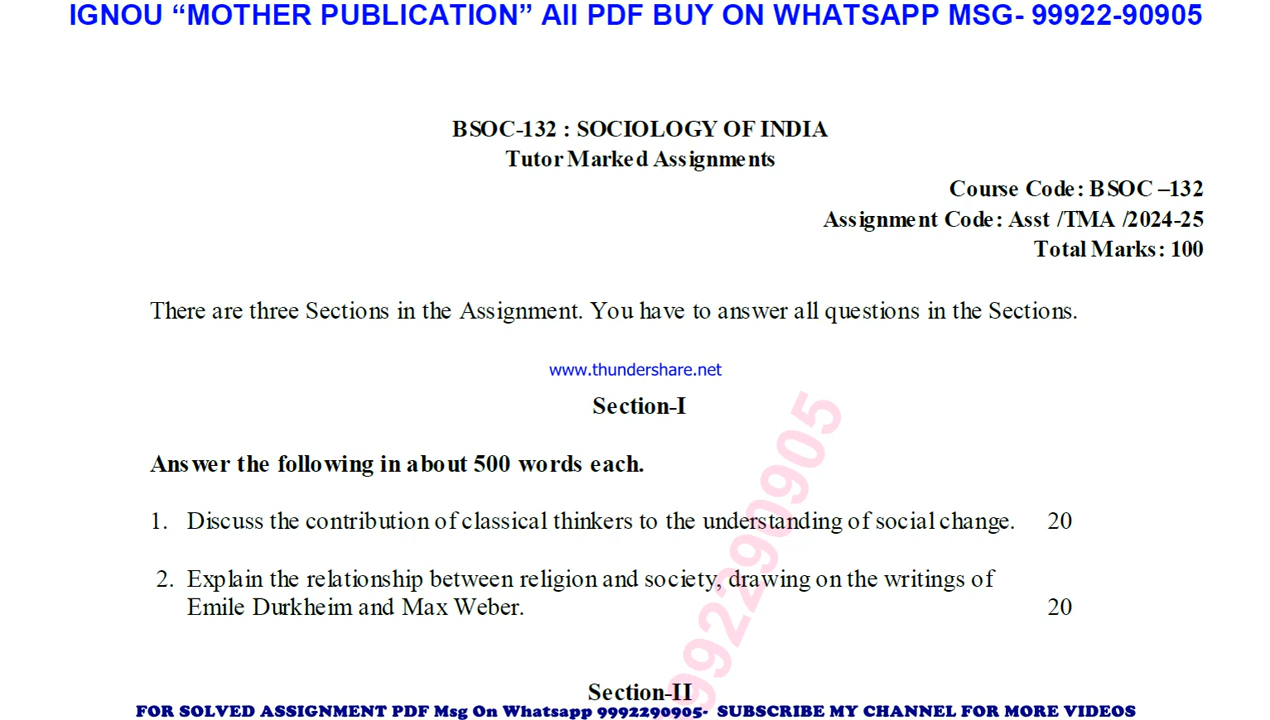 IGNOU “MOTHER PUBLICATION” All PDF BUY ON WHATSAPP MSG- 99922-90905
BSOC-132 : SOCIOLOGY OF INDIA
Tutor Marked Assignments
Course Code: BSOC –132
Assignment Code: Asst /TMA /2024-25
Total Marks: 100
There are three Sections in the Assignment. You have to answer all questions in the Sections.
www.thundershare.net
Section-I
Answer the following in about 500 words each.
1. Discuss the contribution of classical thinkers to the understanding of social change. 20
2. Explain the relationship between religion and society, drawing on the writings of
Emile Durkheim and Max Weber. 20
9992290905
Section-II
FOR SOLVED ASSIGNMENT PDF Msg On Whatsapp 9992290905- SUBSCRIBE MY CHANNEL FOR MORE VIDEOS